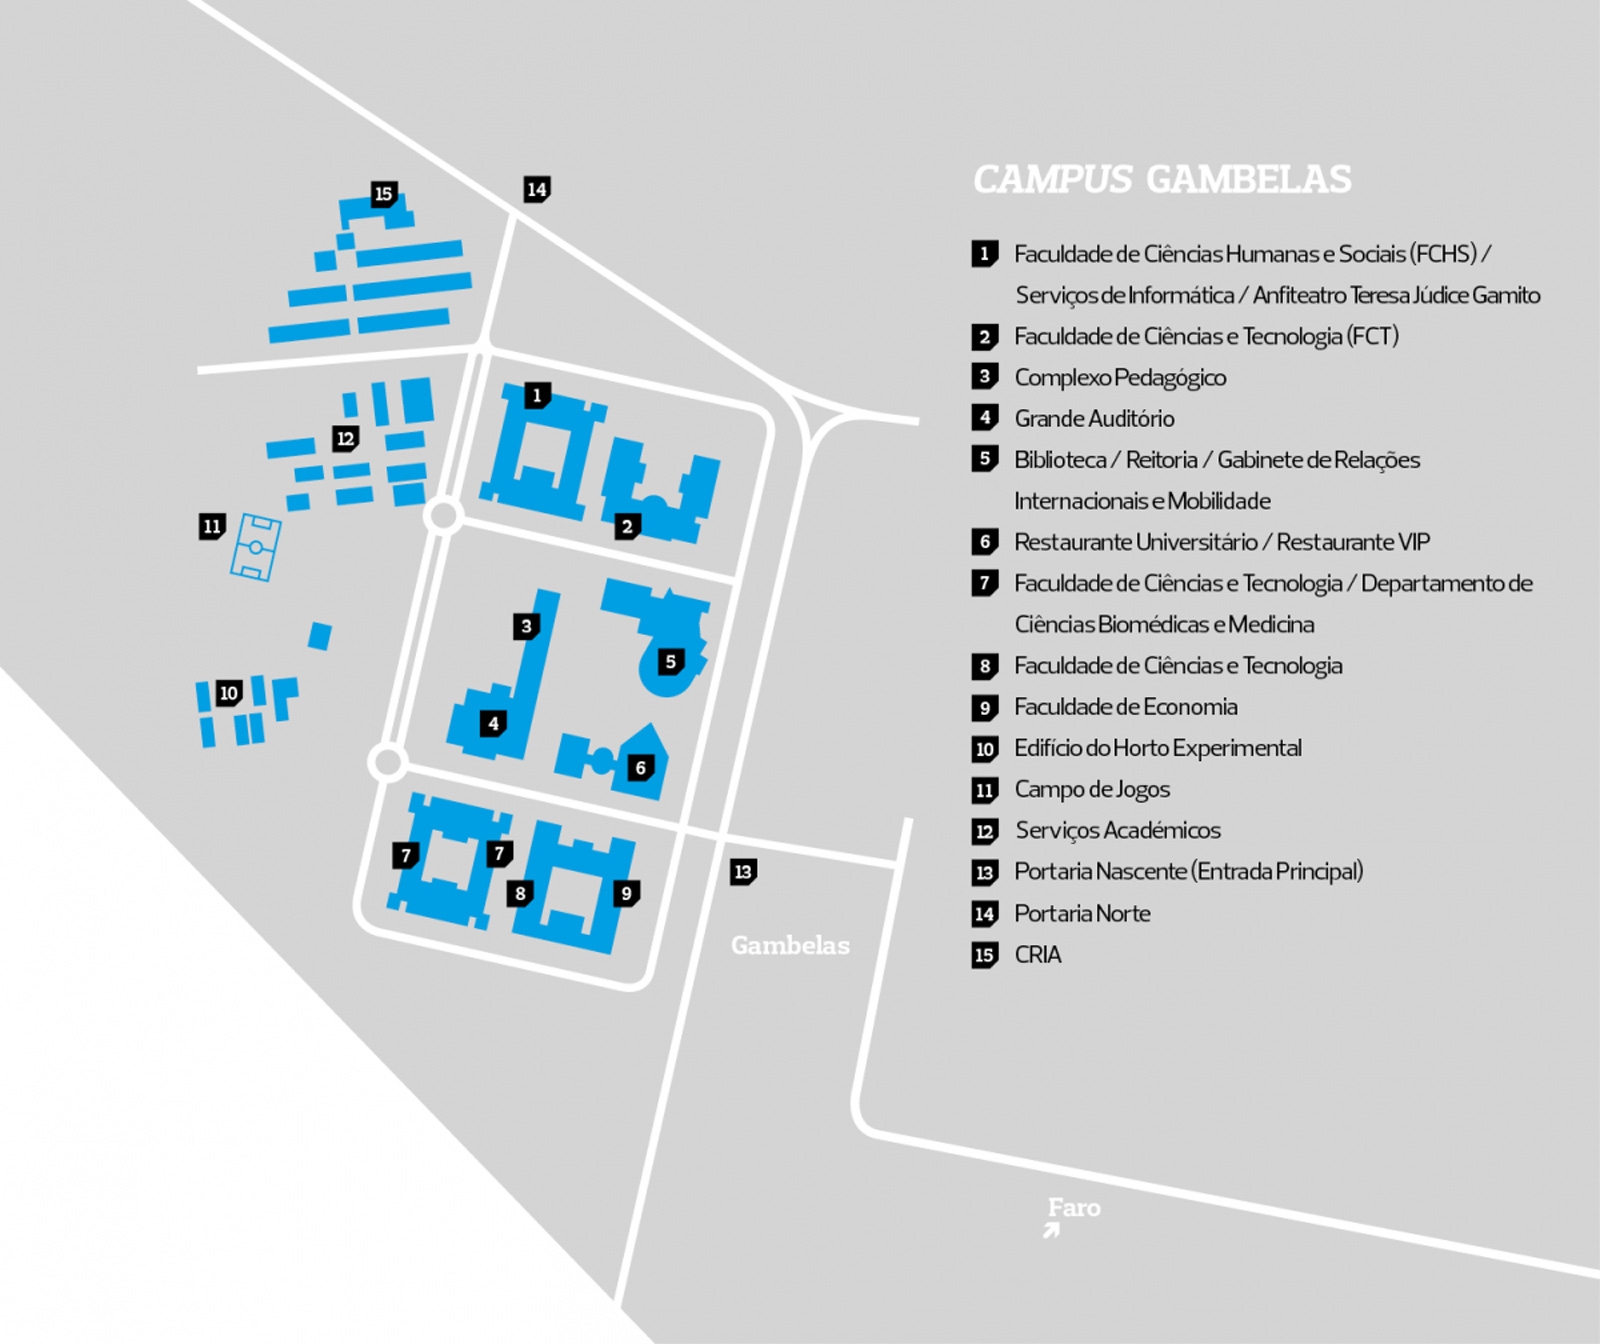 15
14
1
12
11
2
3
5
10
4
6
7
7
8
9
13
Gambelas
Faro
CAMPUS GAMBELAS
1 Faculdade de Ciências Humanas e Sociais (FCHS) /
Serviços de Informática / Anfiteatro Teresa Júdice Gamito
2 Faculdade de Ciências e Tecnologia (FCT)
3 Complexo Pedagógico
4 Grande Auditório
5 Biblioteca / Reitoria / Gabinete de Relações
Internacionais e Mobilidade
6 Restaurante Universitário / Restaurante VIP
7 Faculdade de Ciências e Tecnologia / Departamento de
Ciências Biomédicas e Medicina
8 Faculdade de Ciências e Tecnologia
9 Faculdade de Economia
10 Edifício do Horto Experimental
11 Campo de Jogos
12 Serviços Académicos
13 Portaria Nascente (Entrada Principal)
14 Portaria Norte
15 CRIA